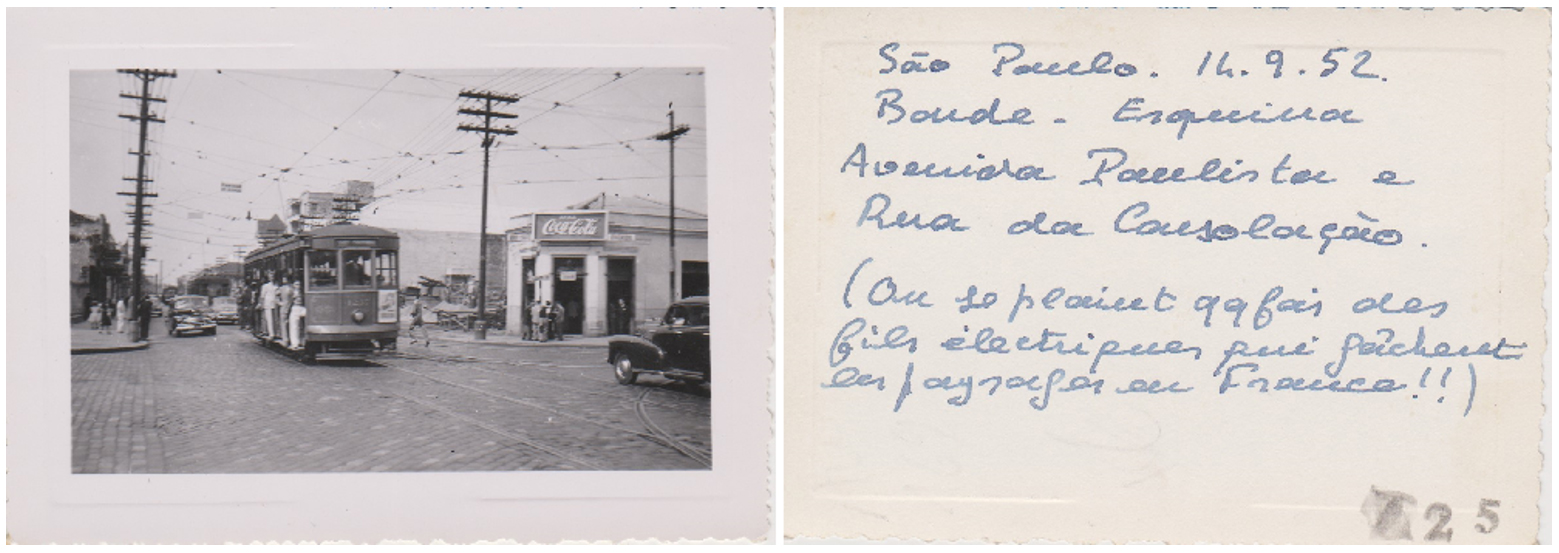 Coca-Cola
São Paulo. 14.9.52.
Bonde - Esquina
Avenida Paulista e
Rua da Consolação.
(On se plaint qqfois des
fils électriques qui gâchent
les paysages en France!!)
25